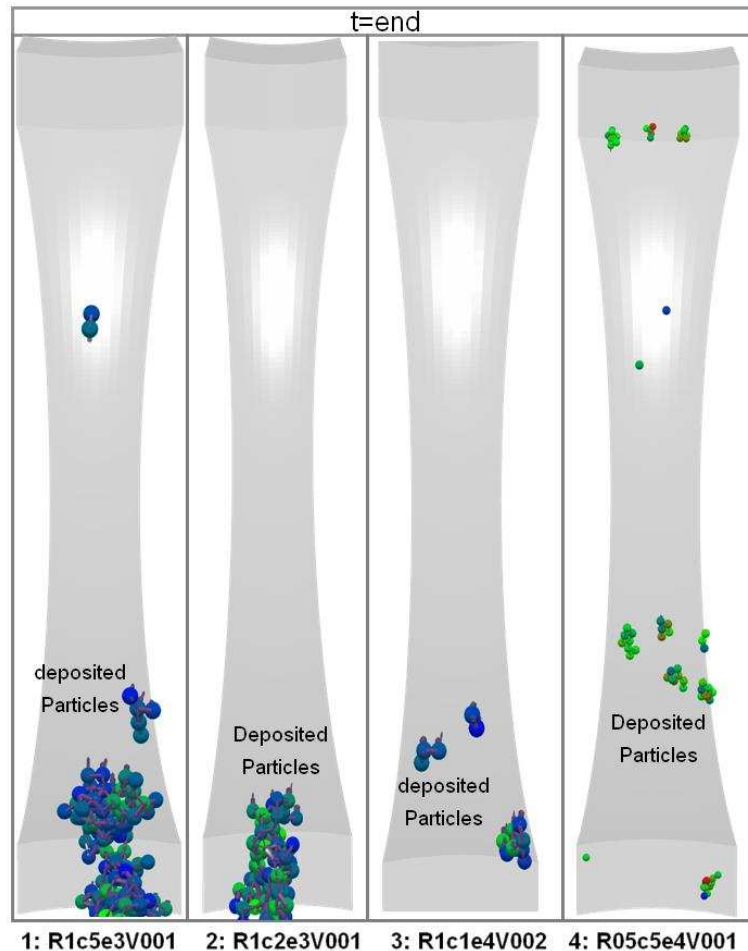 t=end
deposited
Particles
Deposited
Particles
deposited
Particles
Deposited
Particles
1: R1c5e3V001
2: R1c2e3V001
3: R1c1e4V002
4: R05c5e4V001